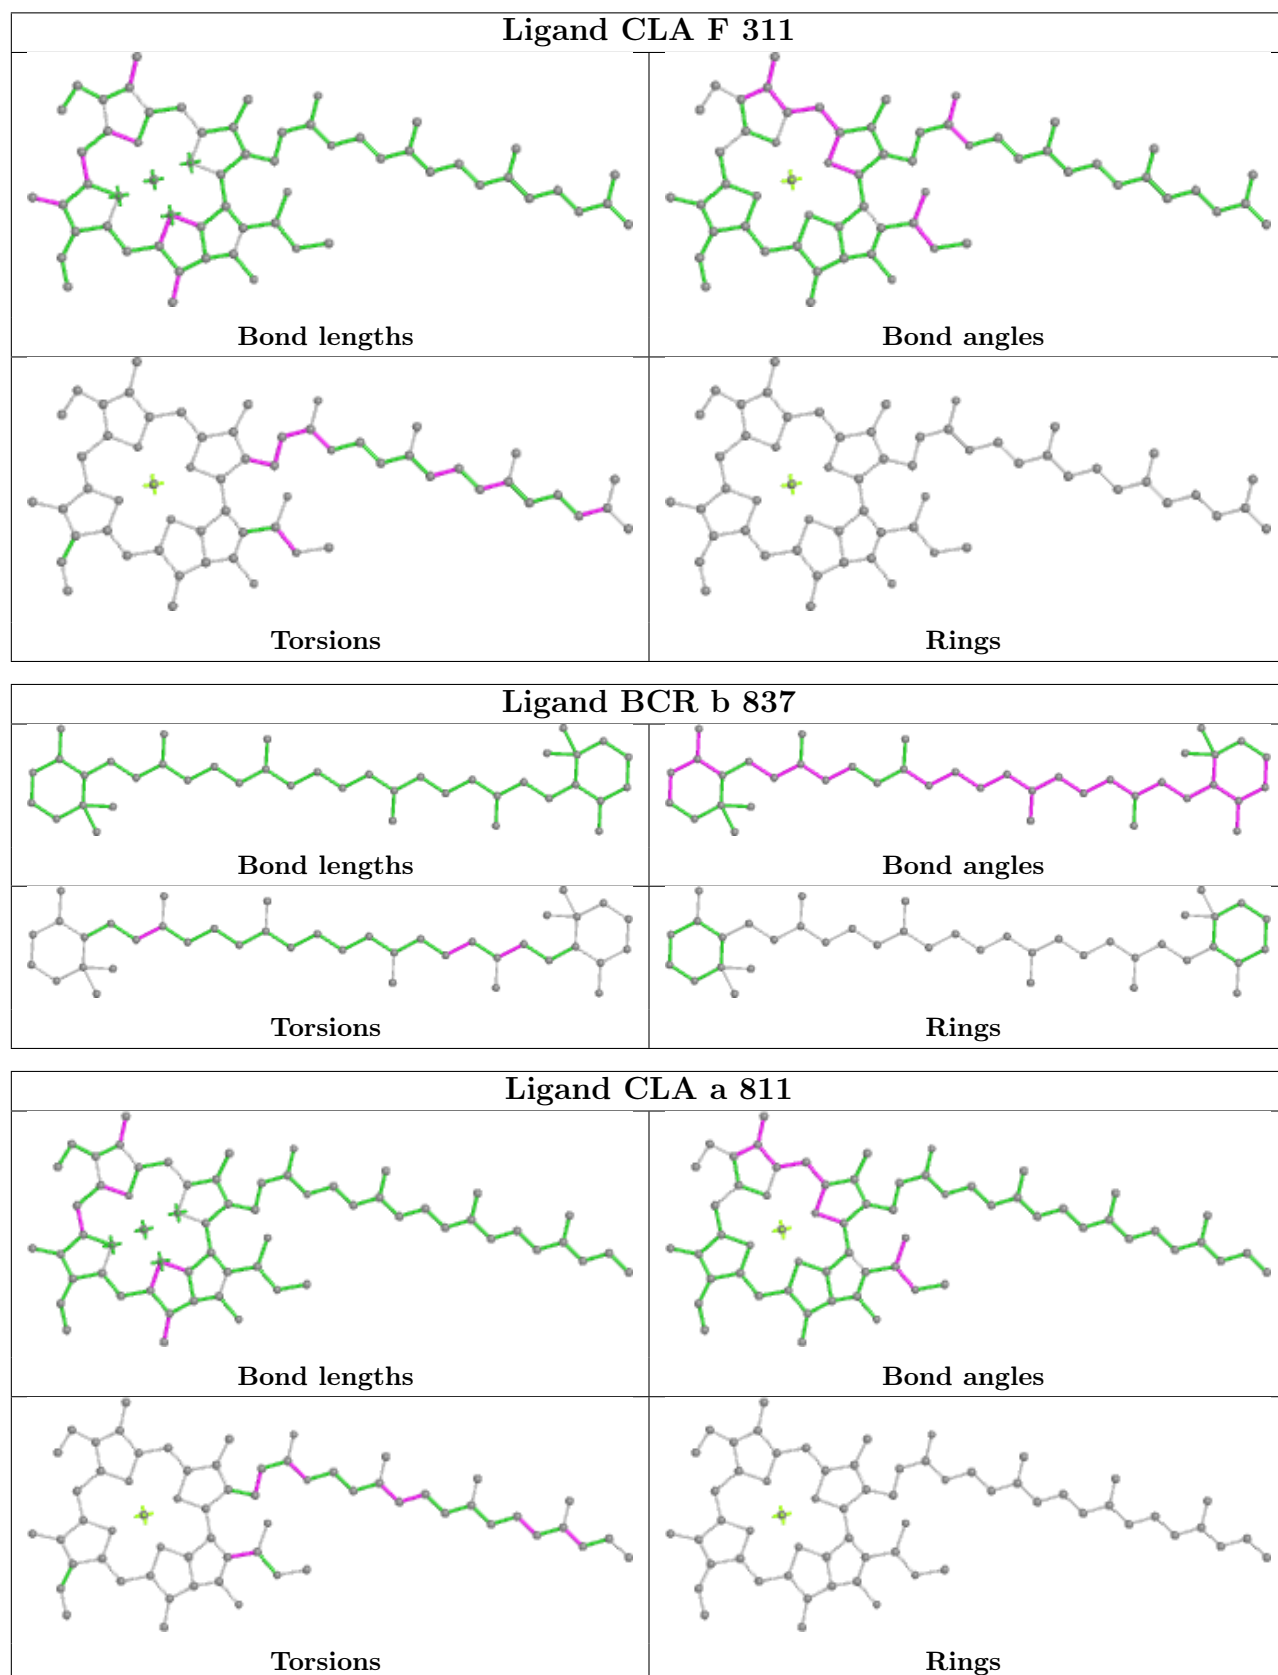 Ligand CLA F 311
Bond lengths
Bond angles
Torsions
Rings
Ligand BCR b 837
Bond lengths
Bond angles
Torsions
Rings
Ligand CLA a 811
Bond lengths
Bond angles
Torsions
Rings